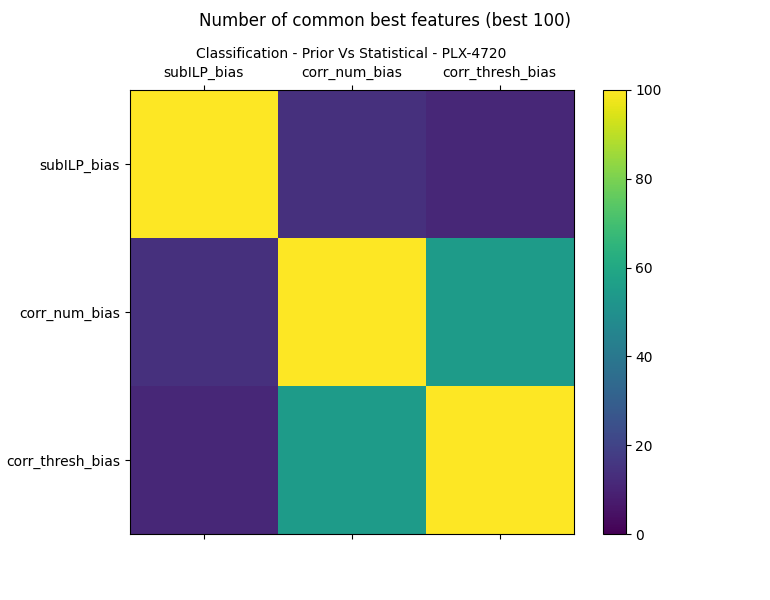 Number of common best features (best 100)
Classification - Prior Vs Statistical - PLX-4720
subILP_bias corr_num_bias corr_thresh_bias
100
subILP_bias
80
60
corr_num_bias
40
20
corr_thresh_bias
0